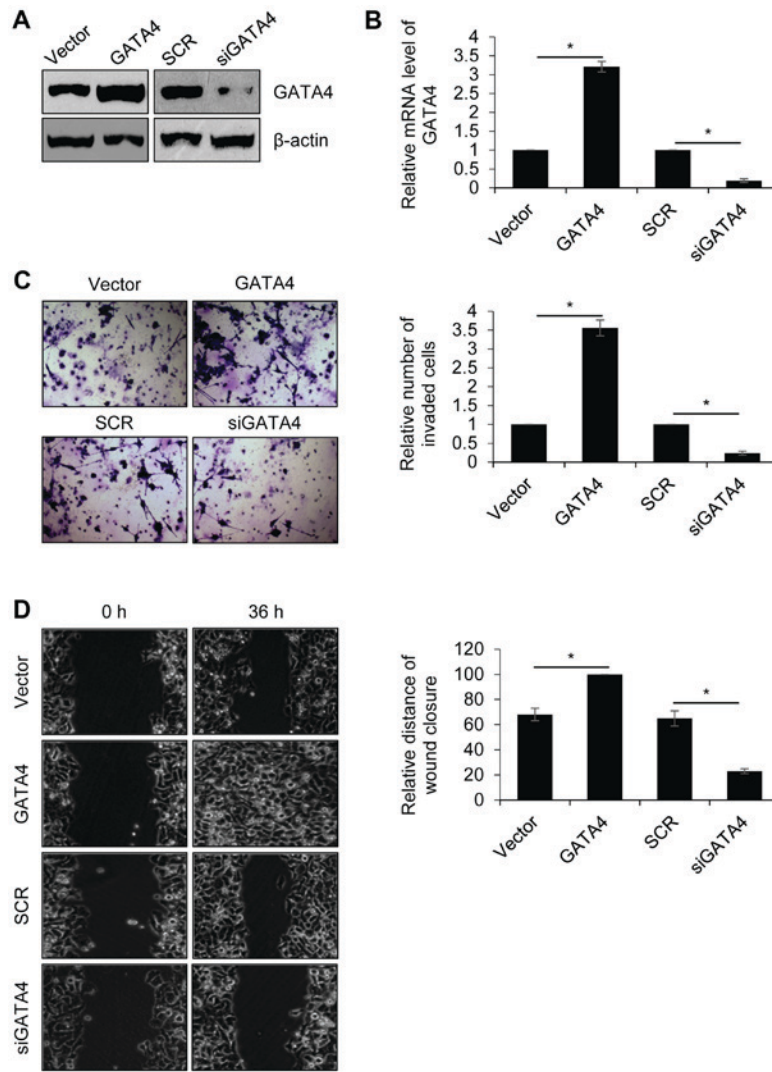 A
Vector
GATA4
SCR
siGATA4
GATA4
β-actin
B
Relative mRNA level of
GATA4
4
3.5
3
2.5
2
1.5
1
0.5
0
*
*
Vector
GATA4
SCR
siGATA4
C
Vector
GATA4
SCR
siGATA4
Relative number of
invaded cells
4
3.5
3
2.5
2
1.5
1
0.5
0
*
*
Vector
GATA4
SCR
siGATA4
D
0 h
36 h
Vector
GATA4
SCR
siGATA4
Relative distance of
wound closure
120
100
80
60
40
20
0
*
*
Vector
GATA4
SCR
siGATA4